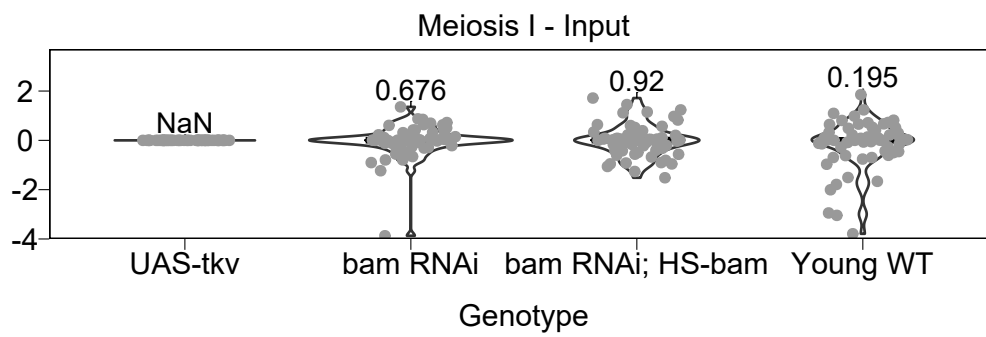 Meiosis I - Input
2
0
-2
-4
NaN
0.676
0.92
0.195
UAS-tkv
bam RNAi
bam RNAi; HS-bam
Young WT
Genotype